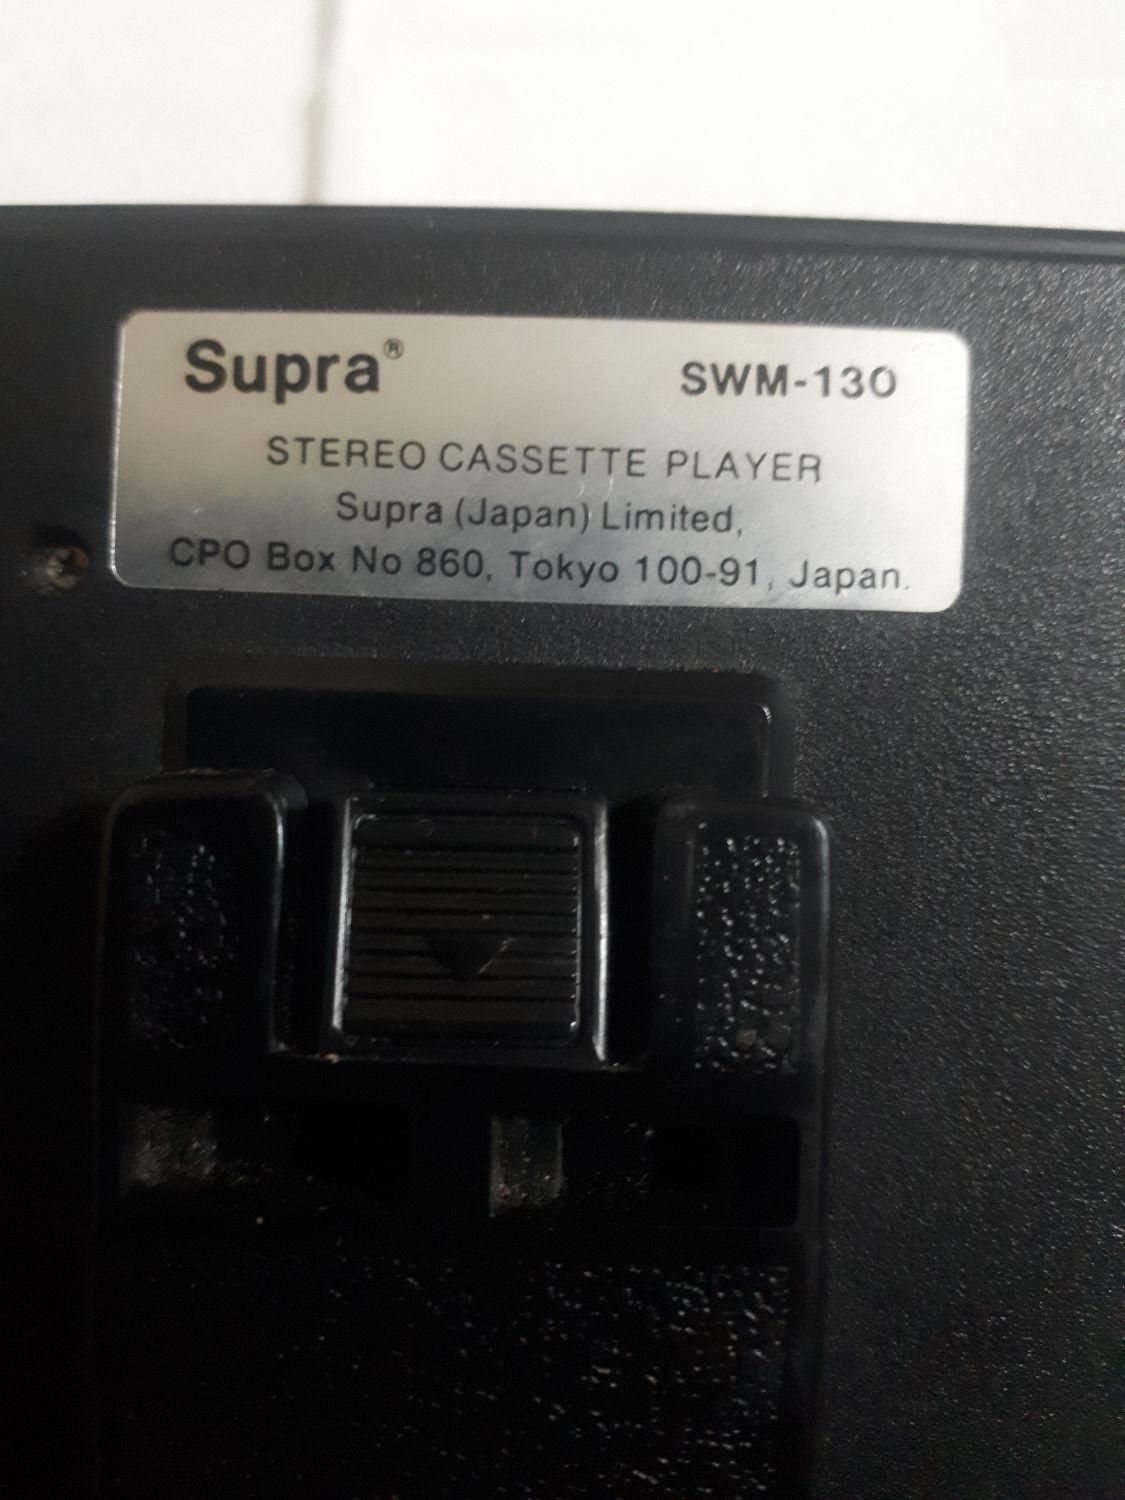 Supra® SWM-130
STEREO CASSETTE PLAYER
Supra (Japan) Limited,
CPO Box No 860, Tokyo 100-91, Japan.